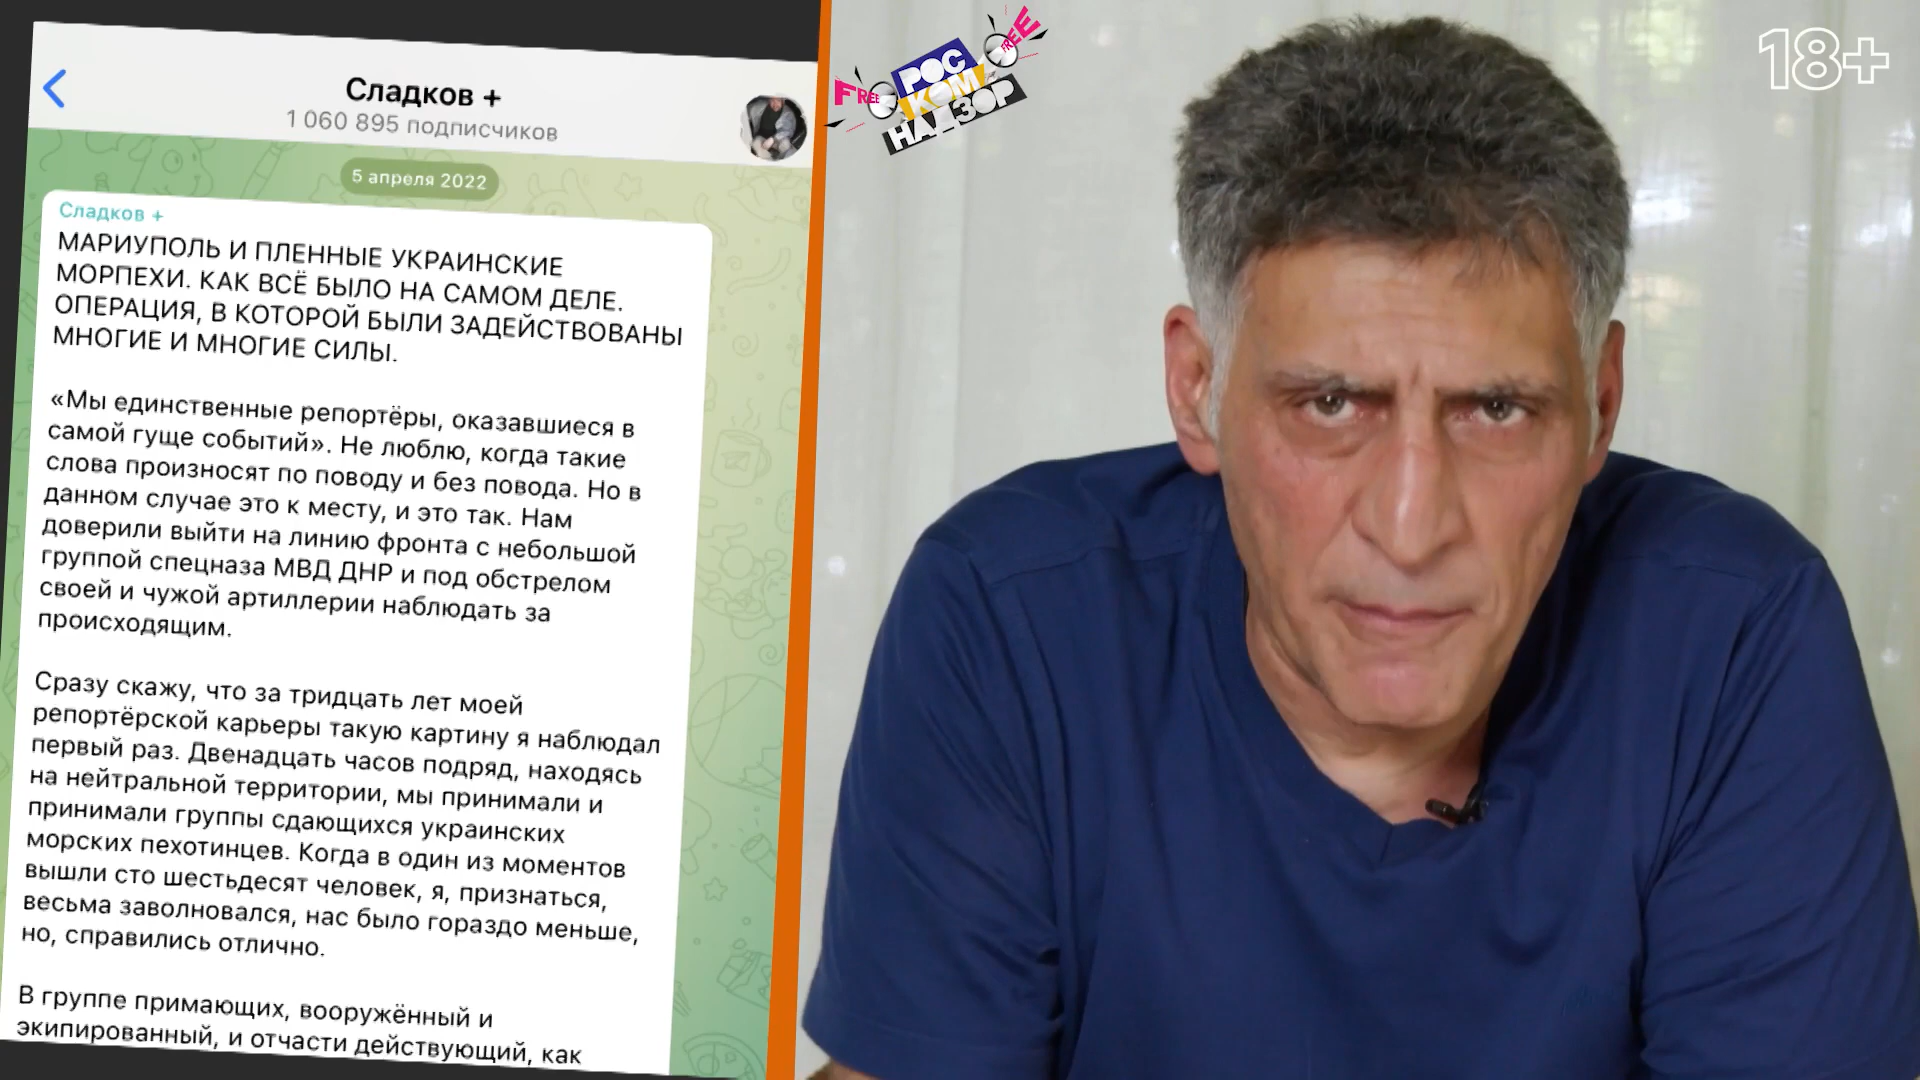 Сладков +
1 060 895 подписчиков
5 апреля 2022
Сладков +
МАРИУПОЛЬ И ПЛЕННЫЕ УКРАИНСКИЕ
МОРПЕХИ. КАК ВСЁ БЫЛО НА САМОМ ДЕЛЕ.
ОПЕРАЦИЯ, В КОТОРОЙ БЫЛИ ЗАДЕЙСТВОВАНЫ
МНОГИЕ И МНОГИЕ СИЛЫ.
«Мы единственные репортёры, оказавшиеся в
самой гуще событий». Не люблю, когда такие
слова произносят по поводу и без повода. Но в
данном случае это к месту, и это так. Нам
доверили выйти на линию фронта с небольшой
группой спецназа МВД ДНР и под обстрелом
своей и чужой артиллерии наблюдать за
происходящим.
Сразу скажу, что за тридцать лет моей
репортёрской карьеры такую картину я наблюдал
первый раз. Двенадцать часов подряд, находясь
на нейтральной территории, мы принимали и
принимали группы сдающихся украинских
морских пехотинцев. Когда в один из моментов
вышли сто шестьдесят человек, я, признаться,
весьма заволновался, нас было гораздо меньше,
но, справились отлично.
В группе примающих, вооружённый и
экипированный, и отчасти действующий, как
FREE
РОС
КОМ
НАДЗОР
FREE
18+